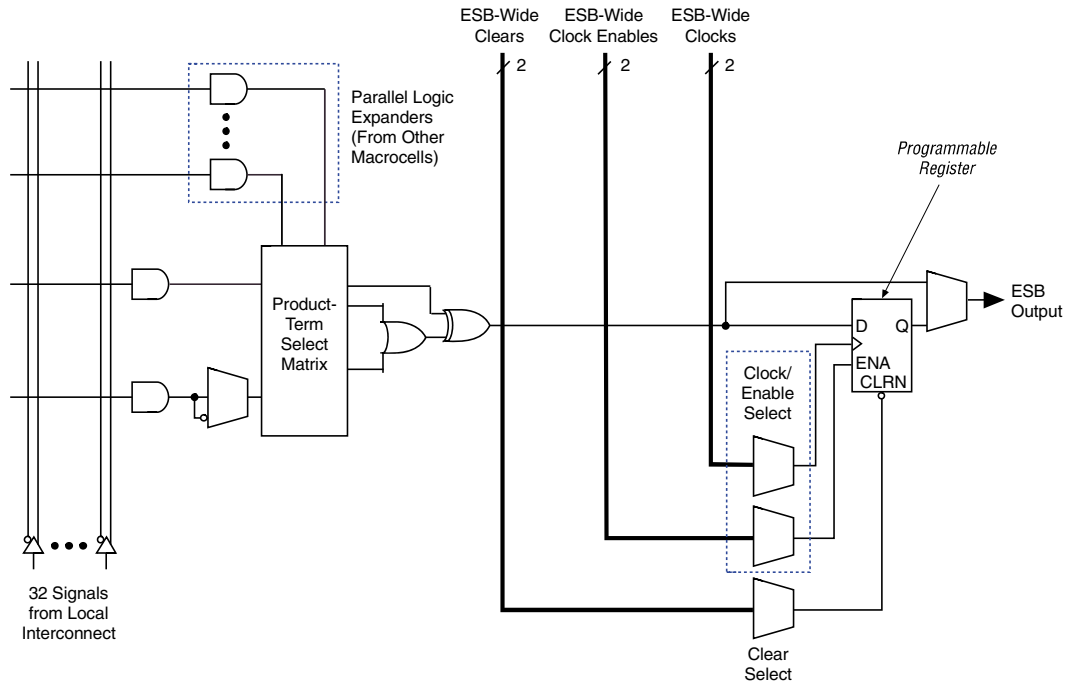 ESB-Wide
Clears
ESB-Wide
Clock Enables
ESB-Wide
Clocks
2
2
2
Parallel Logic
Expanders
(From Other
Macrocells)
Programmable
Register
Product-
Term
Select
Matrix
ESB
Output
D
Q
ENA
CLRN
Clock/
Enable
Select
32 Signals
from Local
Interconnect
Clear
Select